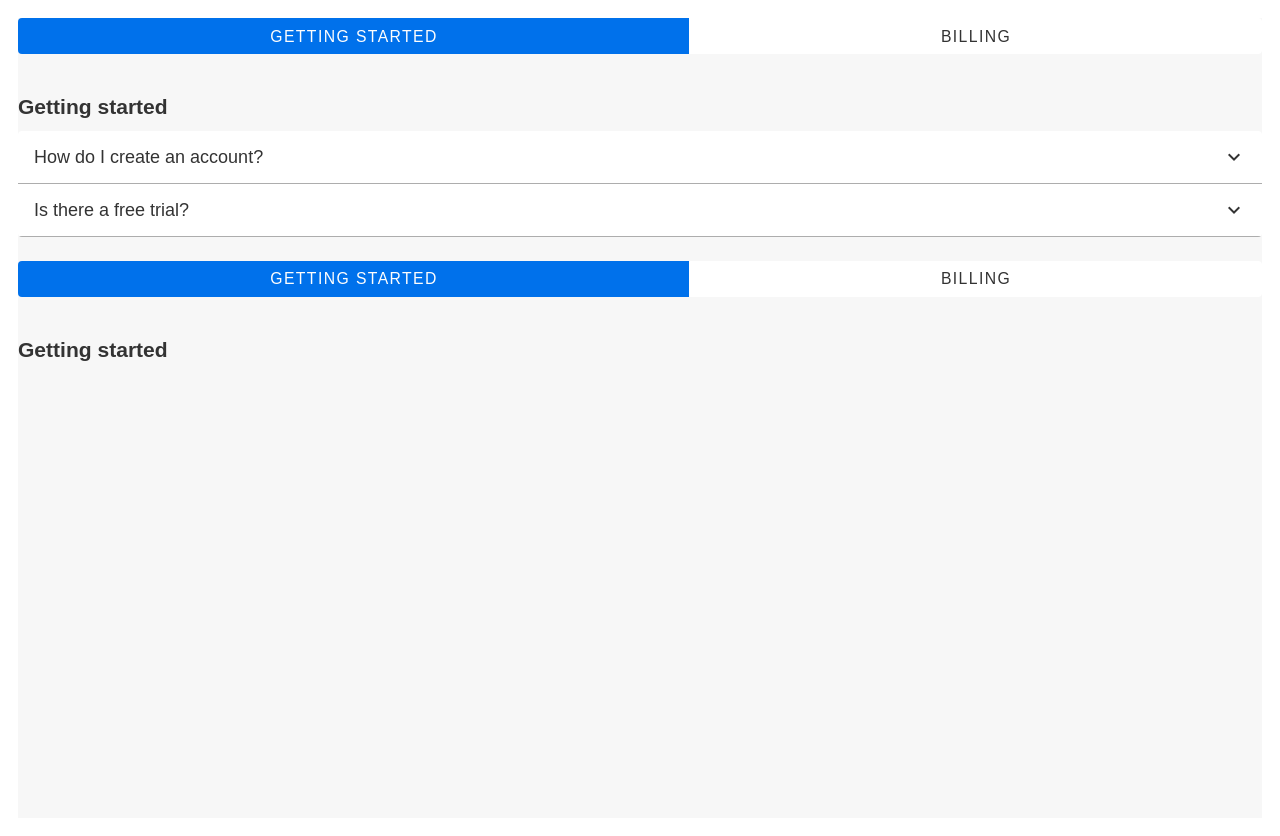 GETTING STARTED BILLING
Getting started
How do I create an account?
Is there a free trial?
GETTING STARTED BILLING
Getting started